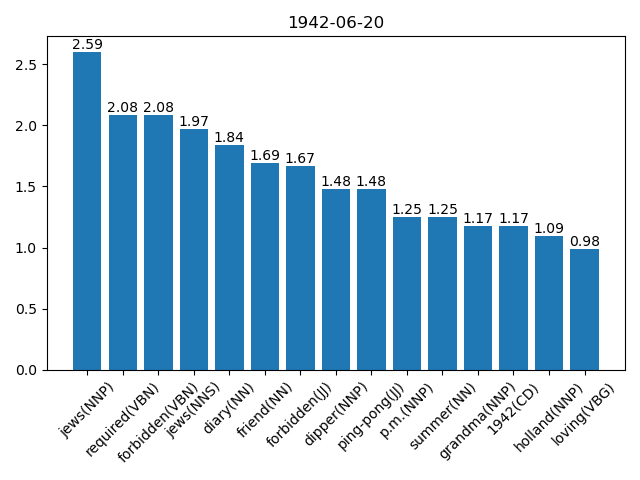 1942-06-20
2.59
2.08 2.08
1.97
1.84
1.69 1.67
1.48 1.48
1.25 1.25
1.17 1.17
1.09
0.98
2.5
2.0
1.5
1.0
0.5
0.0
jews(NNP)
required(VBN)
forbidden(VBN)
jews(NNS)
diary(NN)
friend(NN)
forbidden(JJ)
dipper(NNP)
ping-pong(JJ)
p.m.(NNP)
summer(NN)
grandma(NNP)
1942(CD)
holland(NNP)
loving(VBG)